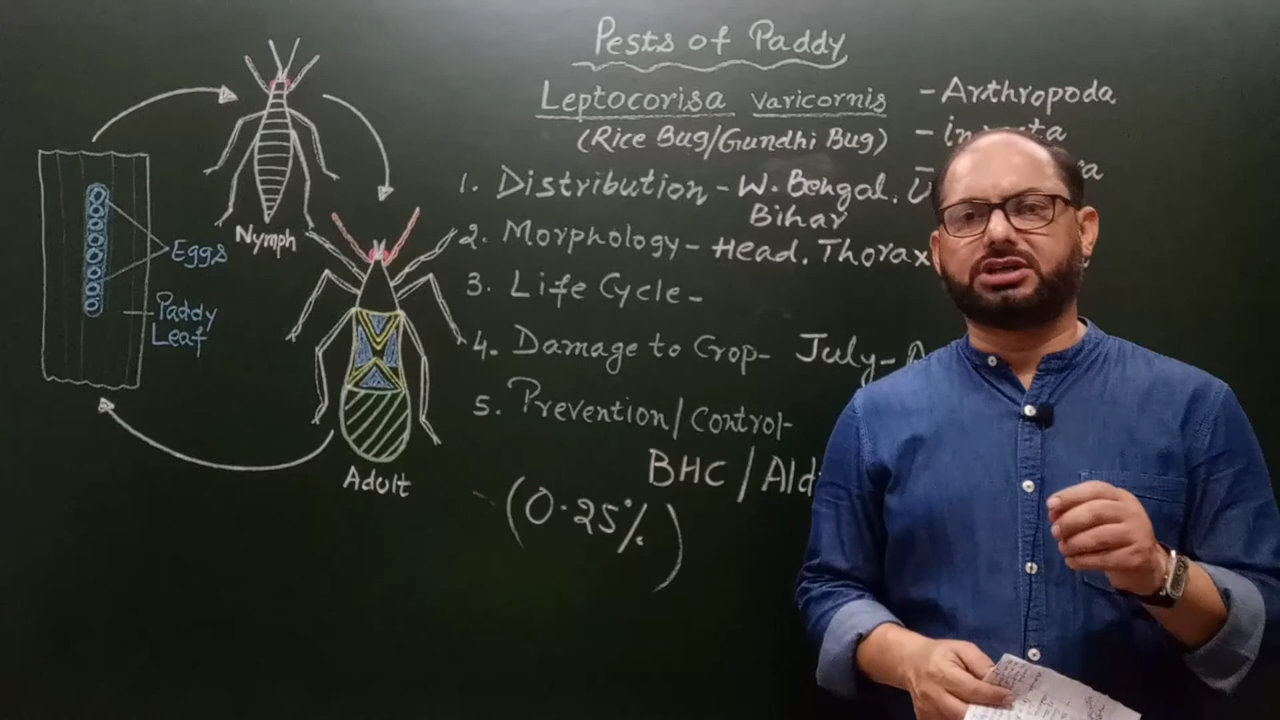 Pests of Paddy
Leptocorisa varicornis - Arthropoda
(Rice Bug/Gundhi Bug) -
1. Distribution - W. Bengal.
Bihar
2. Morphology - Head. Thorax
3. Life Cycle -
4. Damage to Crop - July -
5. Prevention/Control-
BHC /
(0.25%)
Nymph
Eggs
Paddy
Leaf
Adult